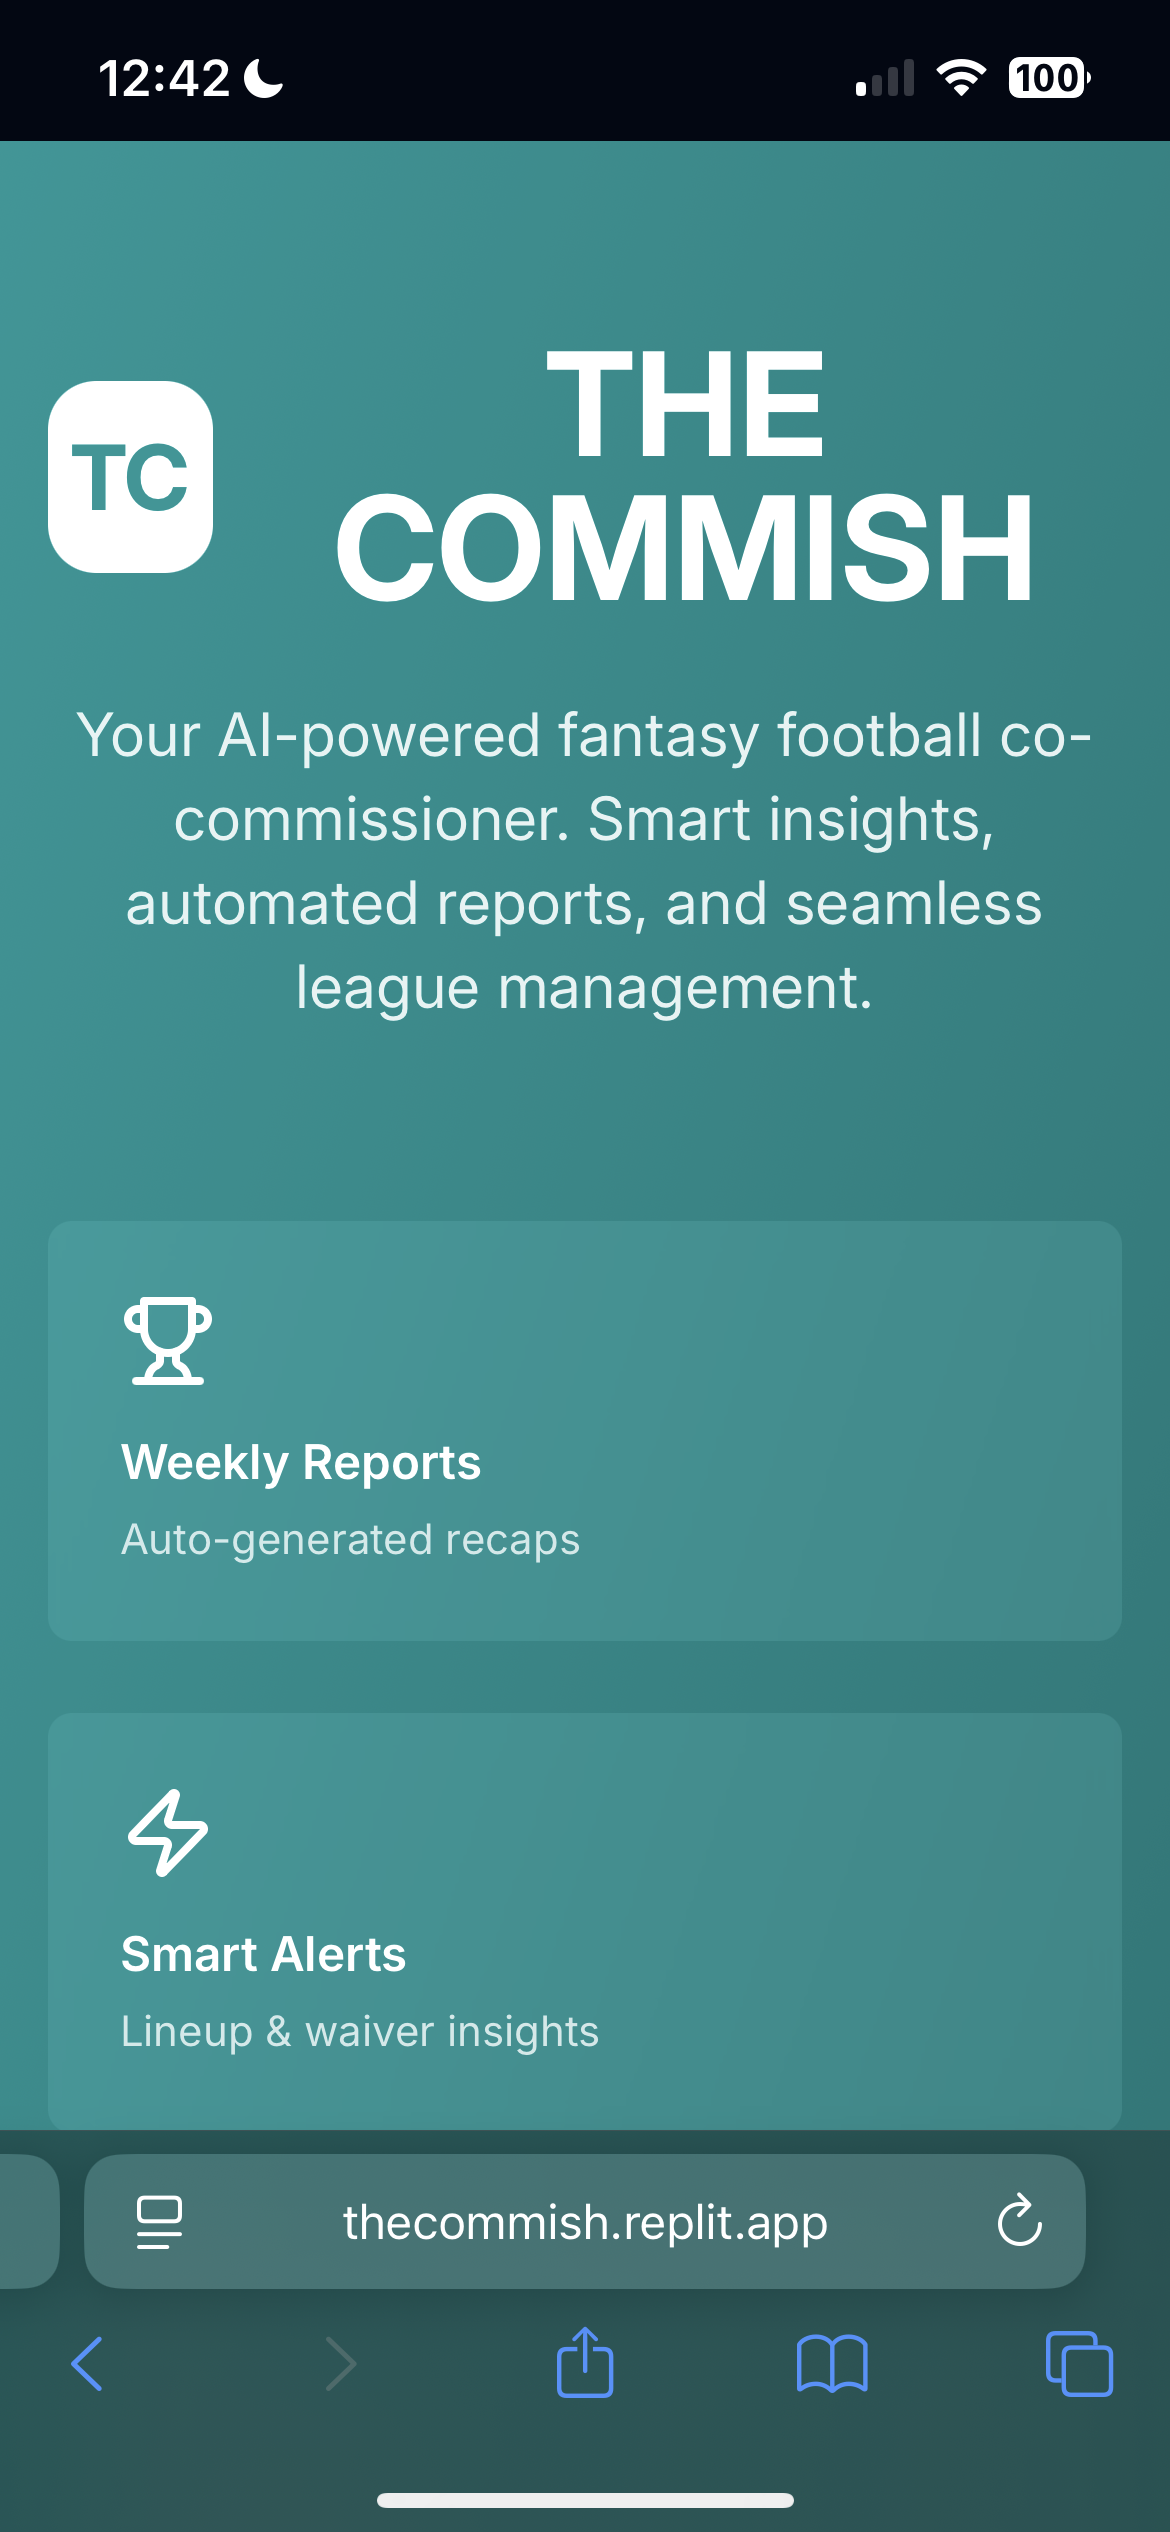 12:42
100
TC
THE
COMMISH
Your AI-powered fantasy football co-
commissioner. Smart insights,
automated reports, and seamless
league management.
Weekly Reports
Auto-generated recaps
Smart Alerts
Lineup & waiver insights
thecommish.replit.app